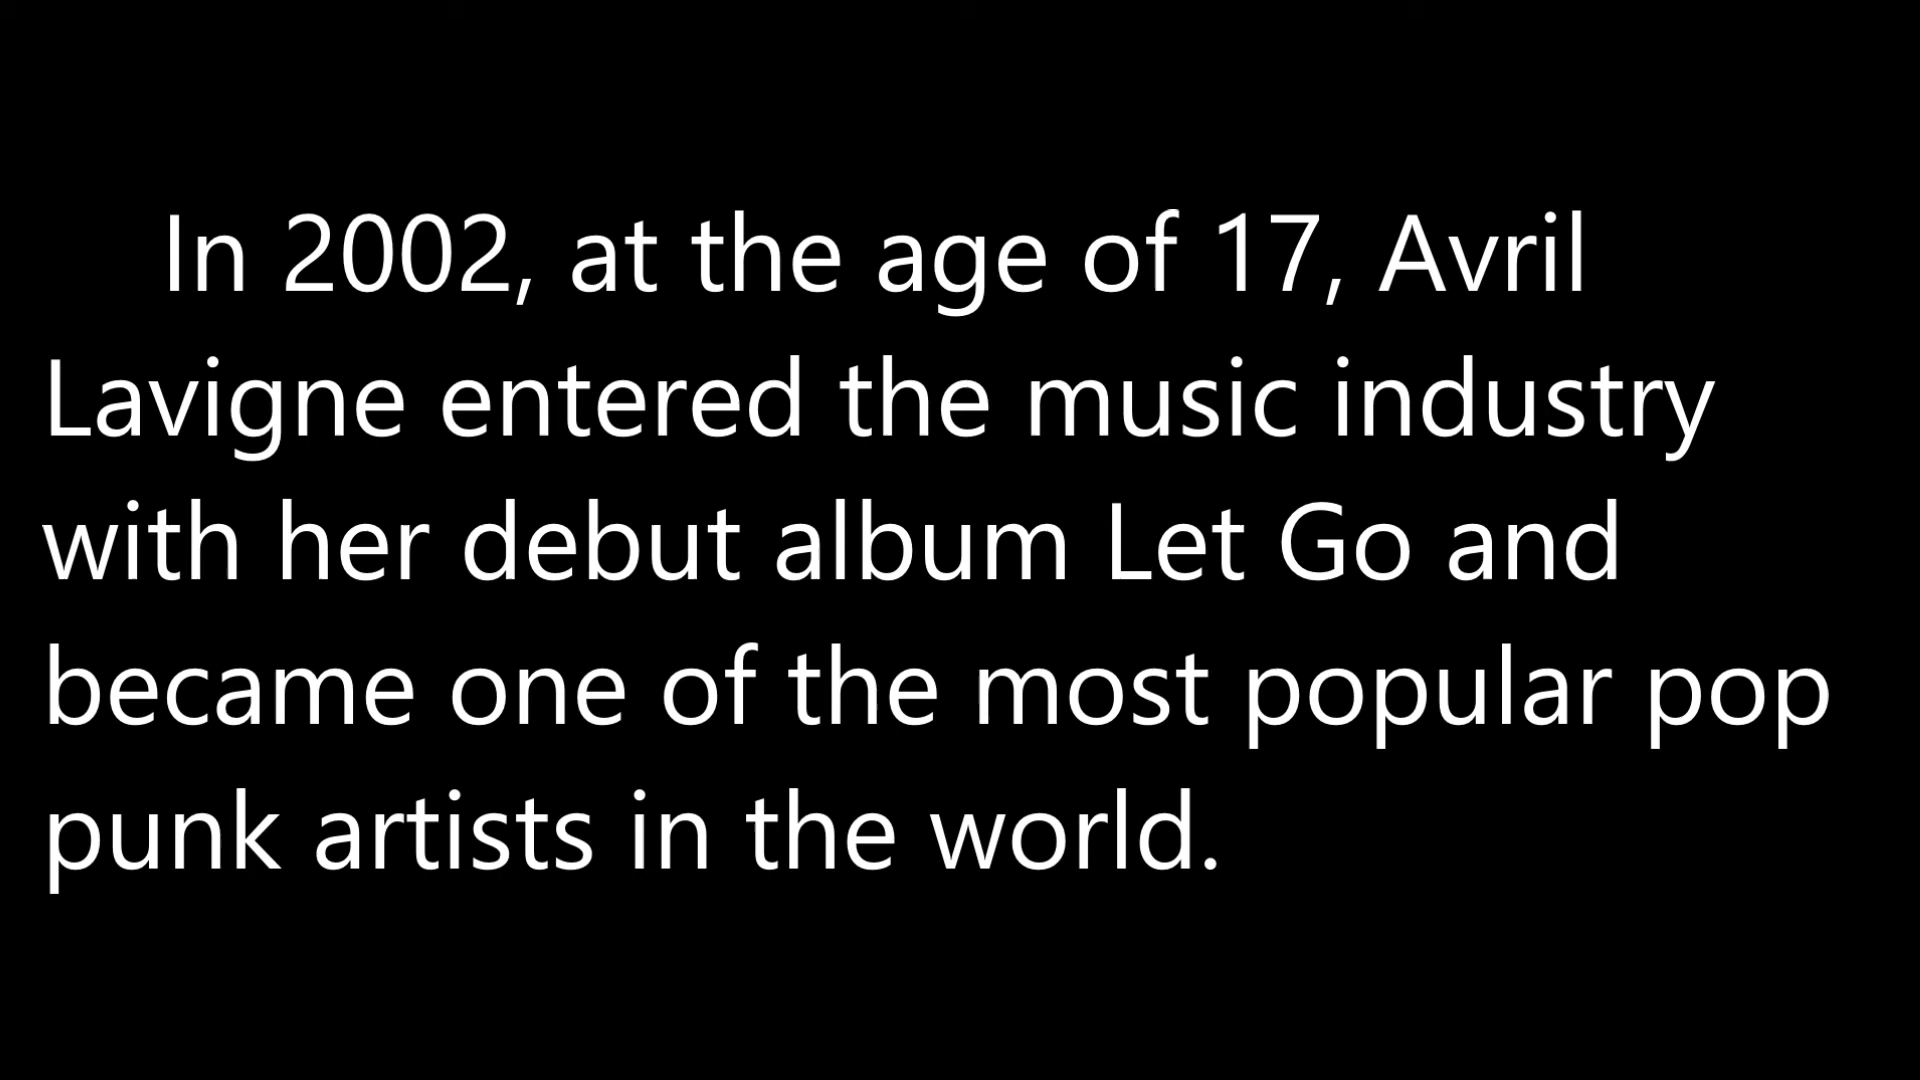 In 2002, at the age of 17, Avril
Lavigne entered the music industry
with her debut album Let Go and
became one of the most popular pop
punk artists in the world.